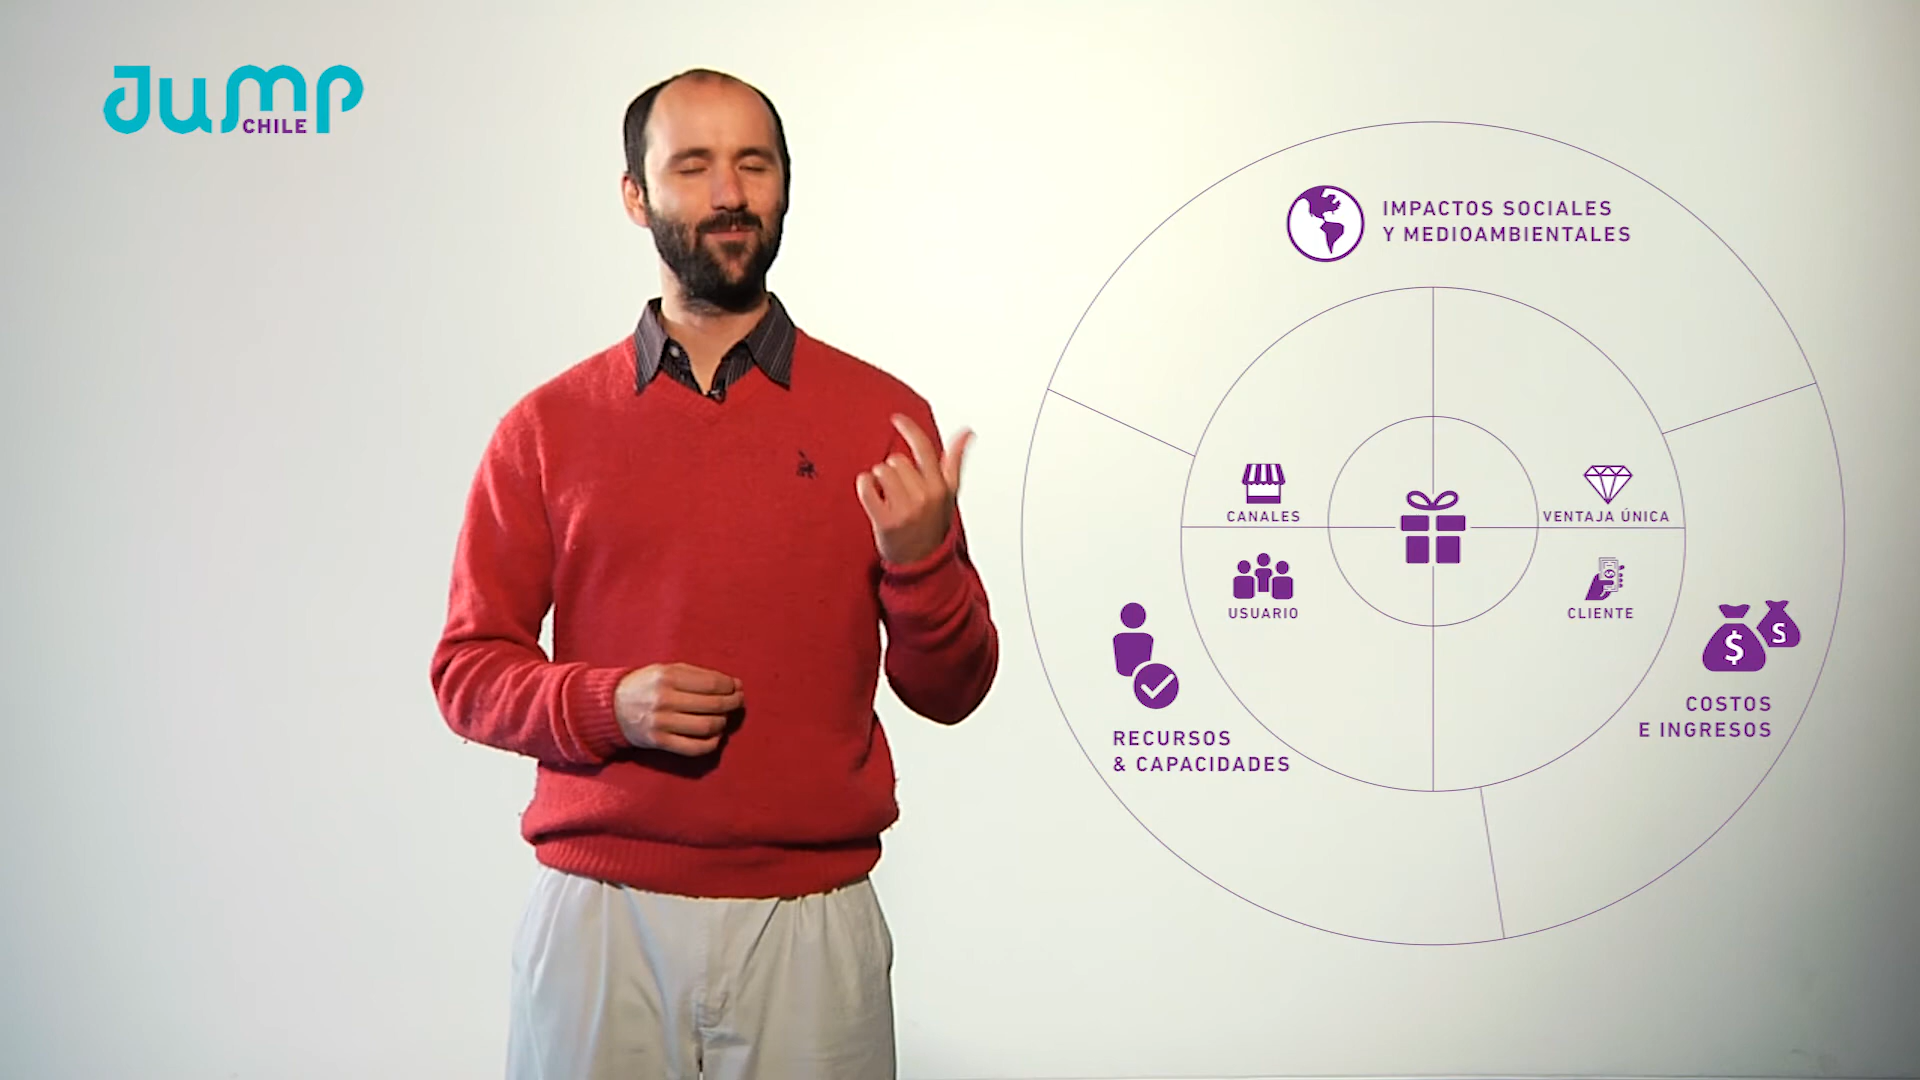 JUMP
CHILE
IMPACTOS SOCIALES
Y MEDIOAMBIENTALES
CANALES
VENTAJA ÚNICA
USUARIO
CLIENTE
$
S
RECURSOS
& CAPACIDADES
COSTOS
E INGRESOS